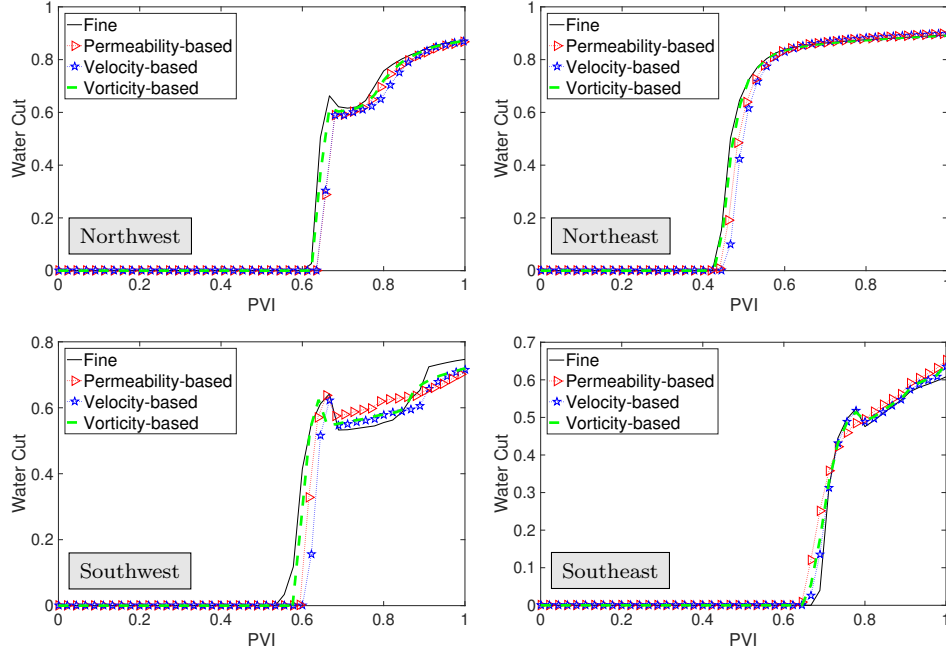 1
0.8
0.6
0.4
0.2
0
Water Cut
Fine
Permeability-based
Velocity-based
Vorticity-based
Northwest
0 0.2 0.4 0.6 0.8 1
PVI
1
0.8
0.6
0.4
0.2
0
Water Cut
Fine
Permeability-based
Velocity-based
Vorticity-based
Northeast
0 0.2 0.4 0.6 0.8 1
PVI
0.8
0.6
0.4
0.2
0
Water Cut
Fine
Permeability-based
Velocity-based
Vorticity-based
Southwest
0 0.2 0.4 0.6 0.8 1
PVI
0.7
0.6
0.5
0.4
0.3
0.2
0.1
0
Water Cut
Fine
Permeability-based
Velocity-based
Vorticity-based
Southeast
0 0.2 0.4 0.6 0.8 1
PVI